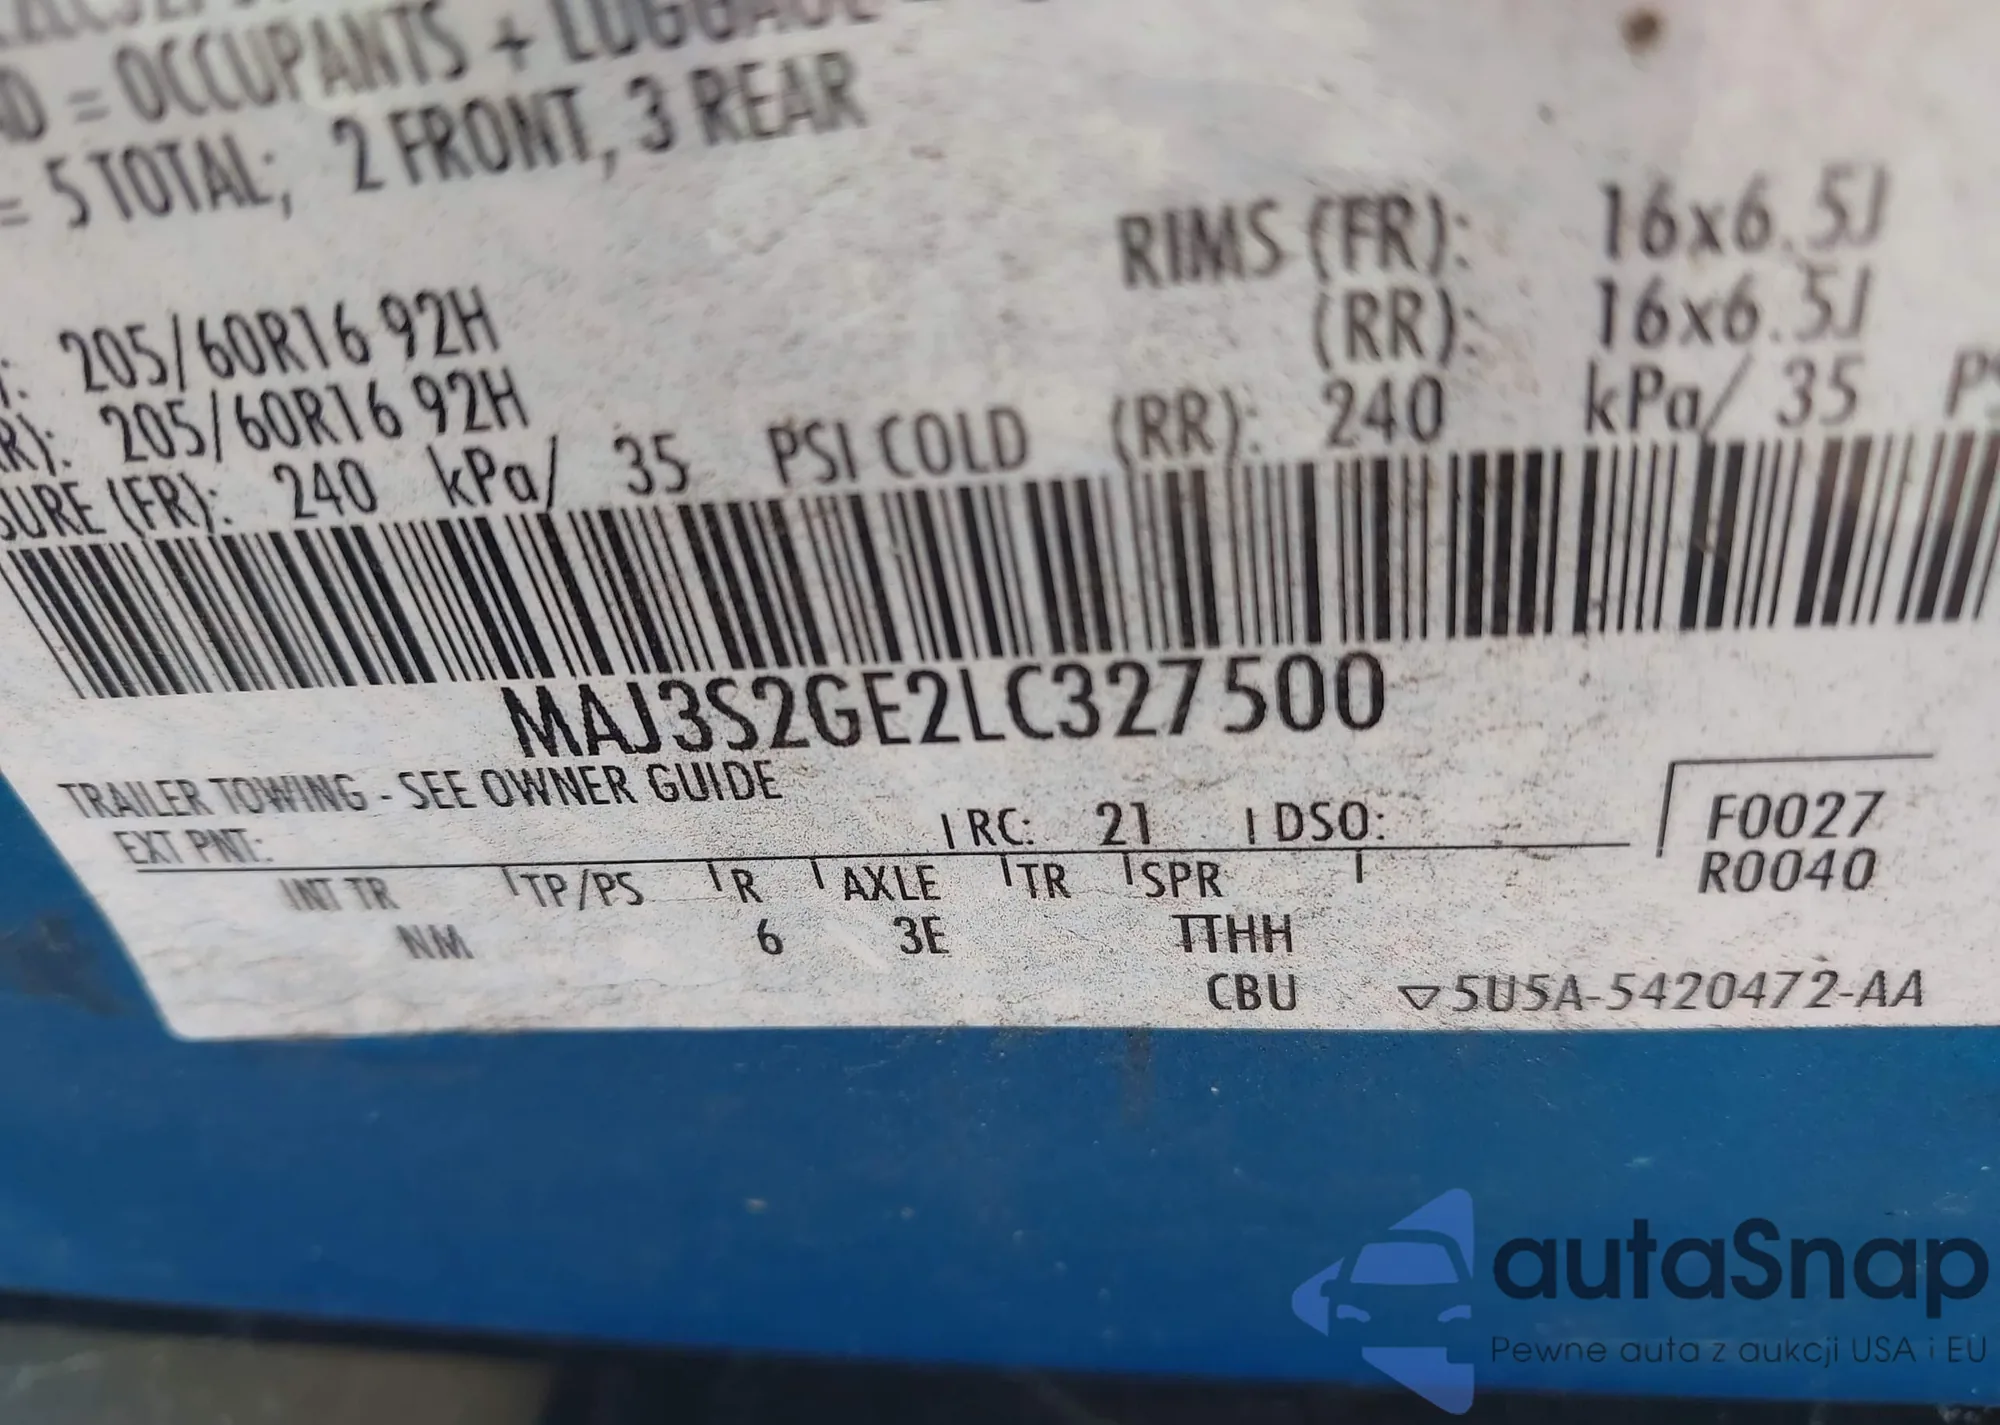 = OCCUPANTS + LUGGAGE
= 5 TOTAL; 2 FRONT, 3 REAR
RIMS (FR): 16x6.5J
205/60R16 92H (RR): 16x6.5J
R): 205/60R16 92H
SURE (FR): 240 kPa/ 35 PSI COLD (RR): 240 kPa/ 35 PS
MAJ3S2GE2LC327500
TRAILER TOWING - SEE OWNER GUIDE
EXT PNT: RC: 21 DSO: F0027
INT TR TP/PS R AXLE TR SPR R0040
NM 6 3E TTHH
CBU ▽5U5A-5420472-AA
autaSnap
Pewne auta z aukcji USA i EU